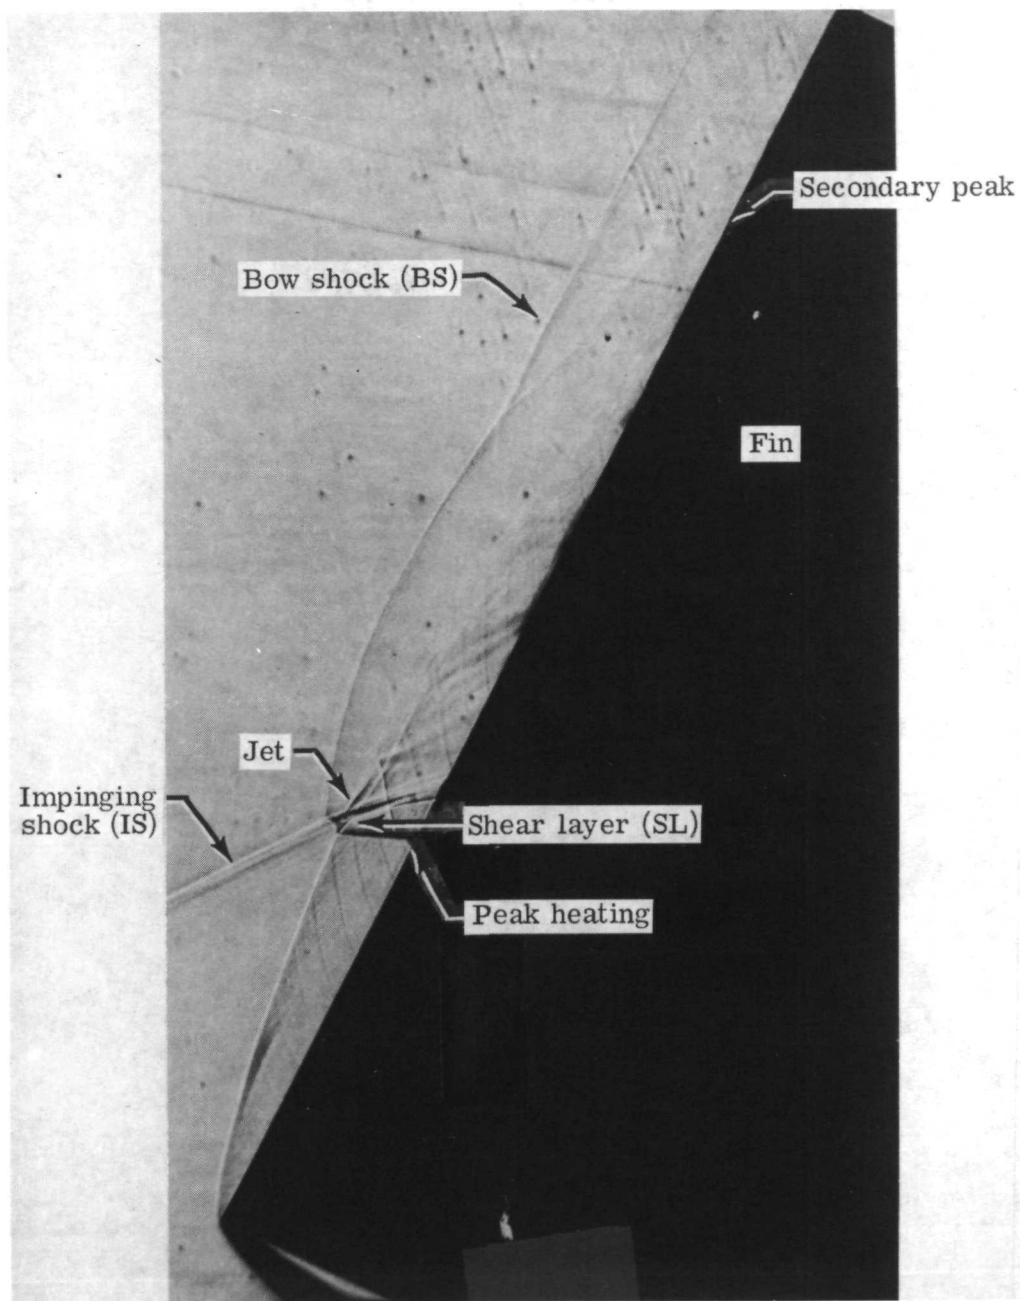 Secondary peak
Bow shock (BS)
Fin
Jet
Impinging
shock (IS)
Shear layer (SL)
Peak heating